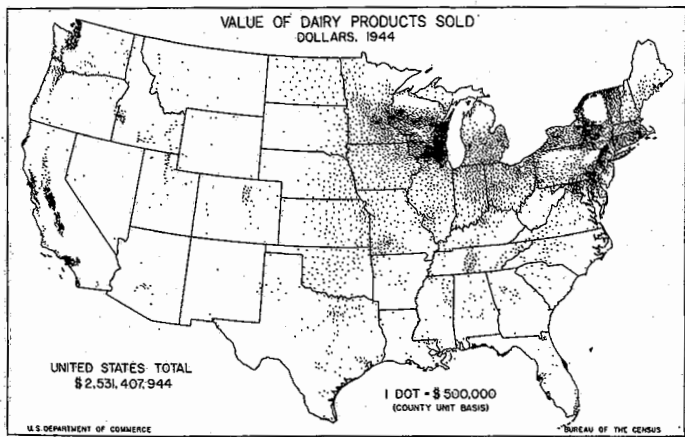 VALUE OF DAIRY PRODUCTS SOLD
DOLLARS, 1944
UNITED STATES TOTAL
$2,531,407,944
1 DOT = $500,000
(COUNTY UNIT BASIS)
U.S. DEPARTMENT OF COMMERCE
BUREAU OF THE CENSUS